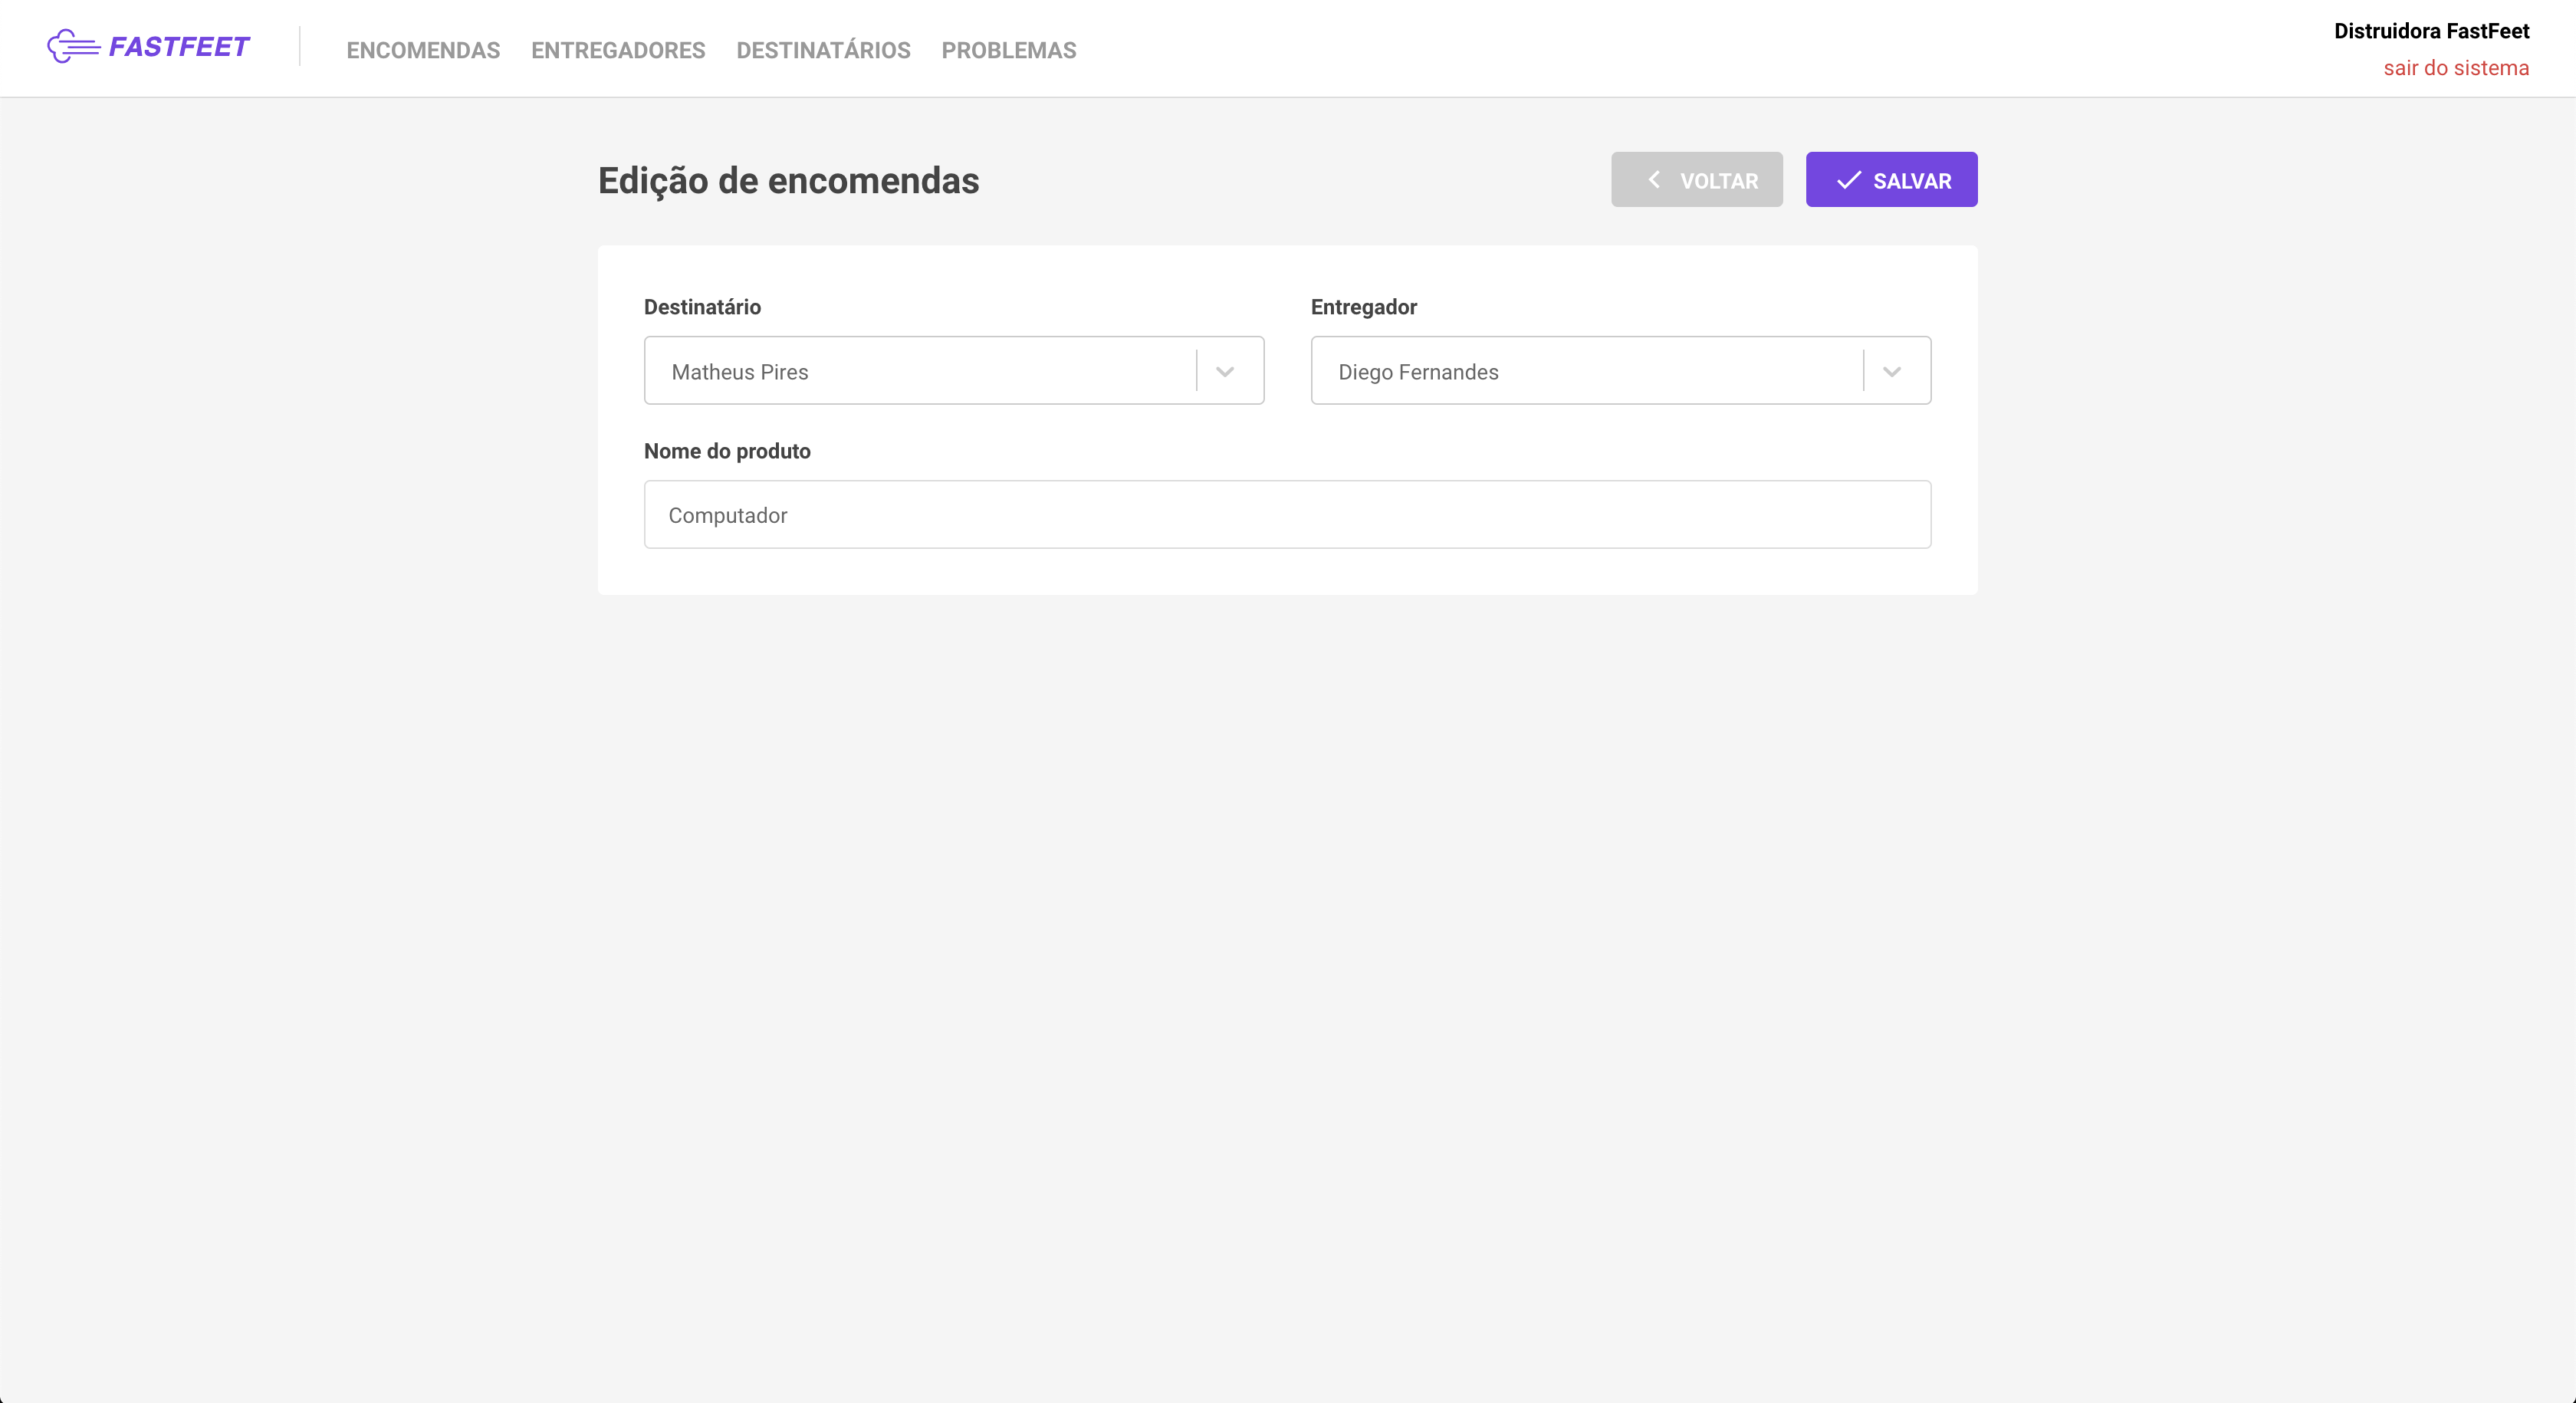 FASTFEET
ENCOMENDAS ENTREGADORES DESTINATÁRIOS PROBLEMAS
Distruidora FastFeet
sair do sistema
Edição de encomendas
VOLTAR
SALVAR
Destinatário
Entregador
Matheus Pires
Diego Fernandes
Nome do produto
Computador